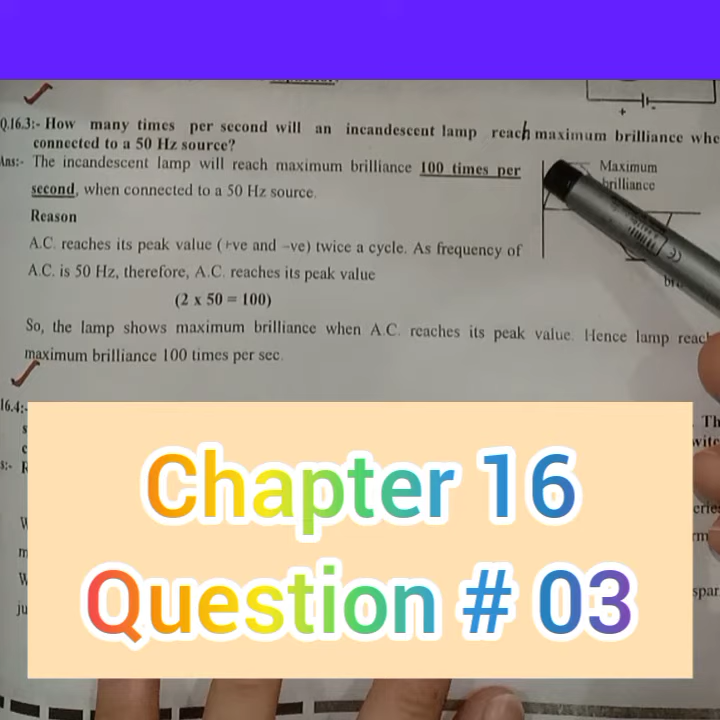 Q.16.3:- How many times per second will an incandescent lamp reach maximum brilliance whe
connected to a 50 Hz source?
Ans:- The incandescent lamp will reach maximum brilliance 100 times per
second, when connected to a 50 Hz source.
Maximum
brilliance
Reason
A.C. reaches its peak value (+ve and –ve) twice a cycle. As frequency of
A.C. is 50 Hz, therefore, A.C. reaches its peak value
(2 x 50 = 100)
So, the lamp shows maximum brilliance when A.C. reaches its peak value. Hence lamp reach
maximum brilliance 100 times per sec.
16.4:-
Chapter 16
Question # 03